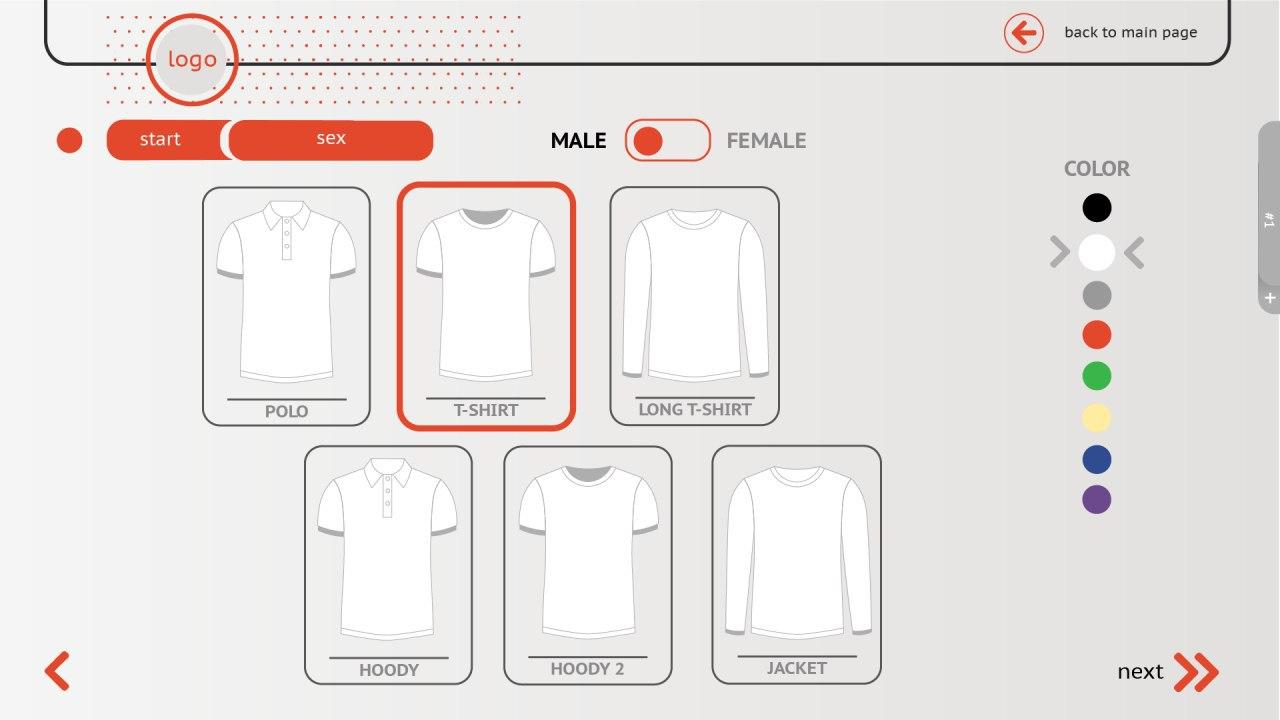 logo
back to main page
start
sex
MALE
FEMALE
COLOR
#1
+
POLO
T-SHIRT
LONG T-SHIRT
HOODY
HOODY 2
JACKET
next